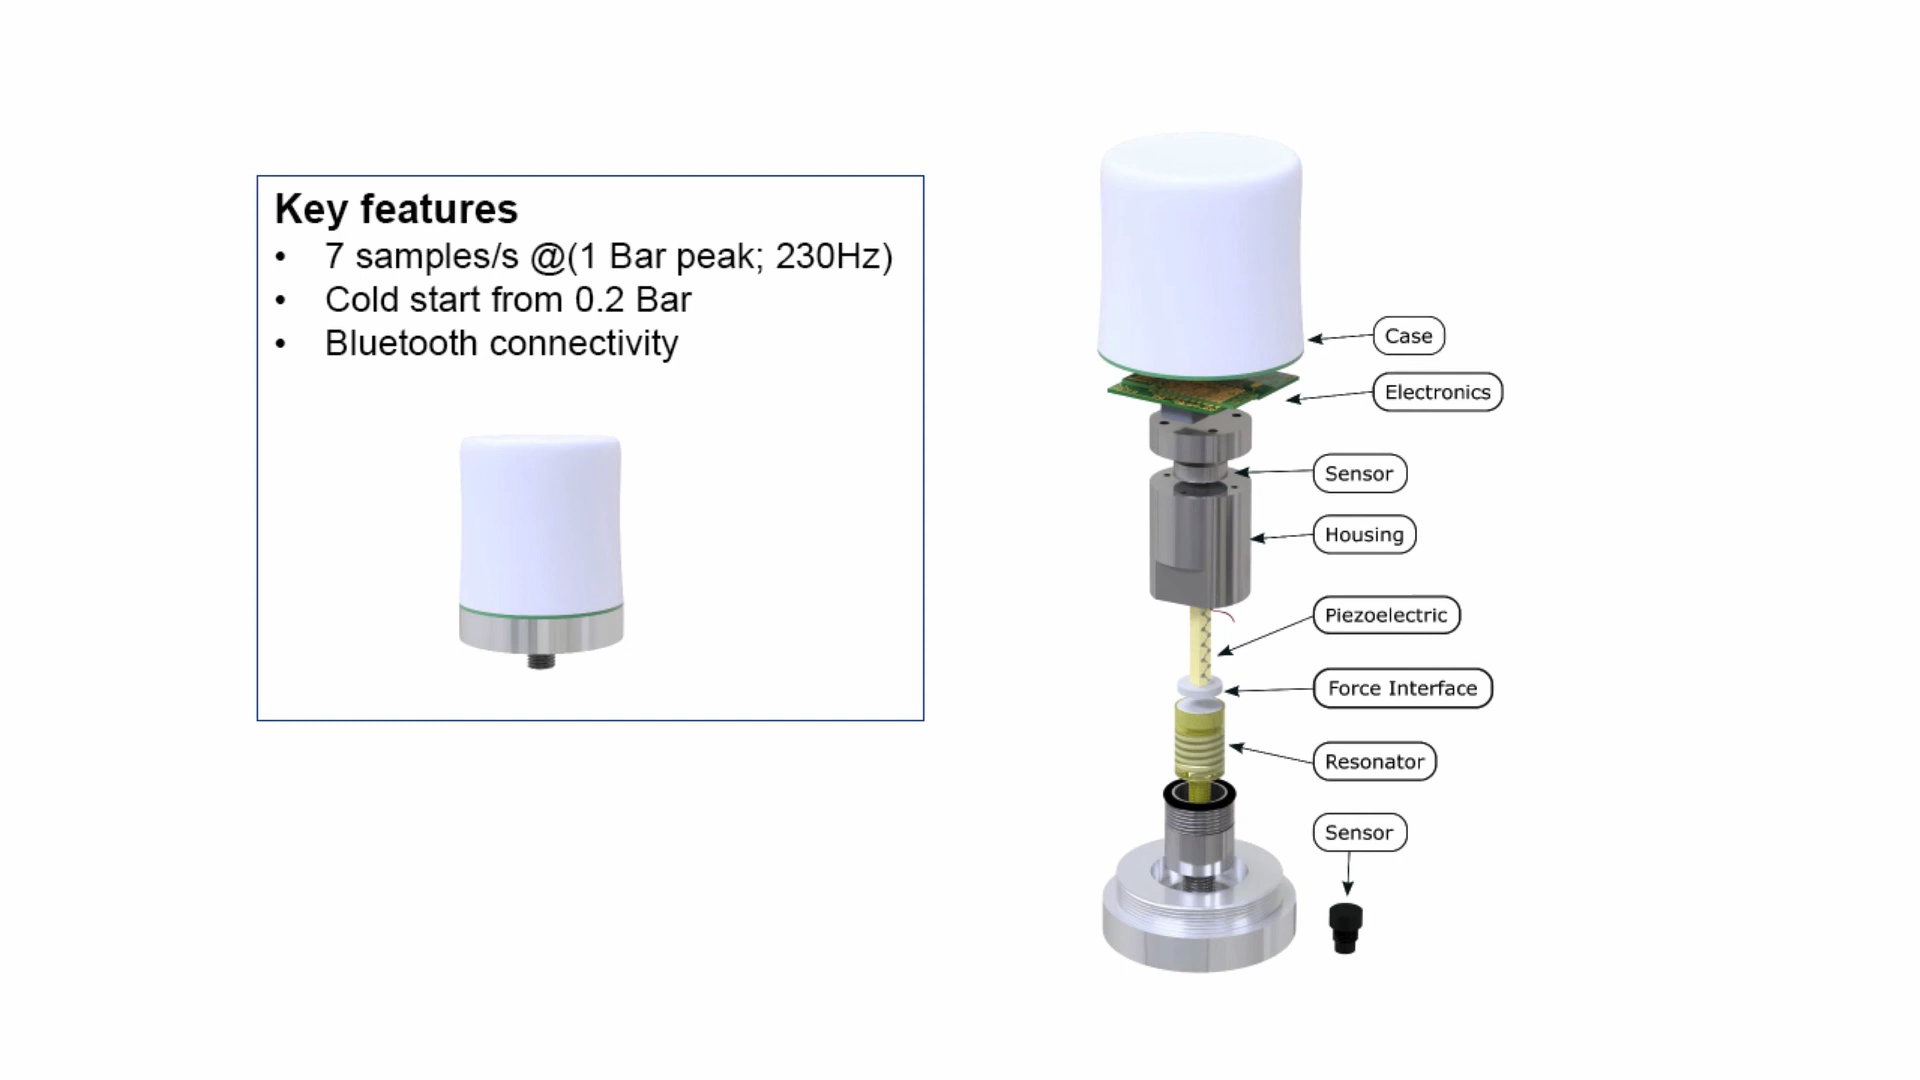 Key features
• 7 samples/s @(1 Bar peak; 230Hz)
• Cold start from 0.2 Bar
• Bluetooth connectivity
Case
Electronics
Sensor
Housing
Piezoelectric
Force Interface
Resonator
Sensor